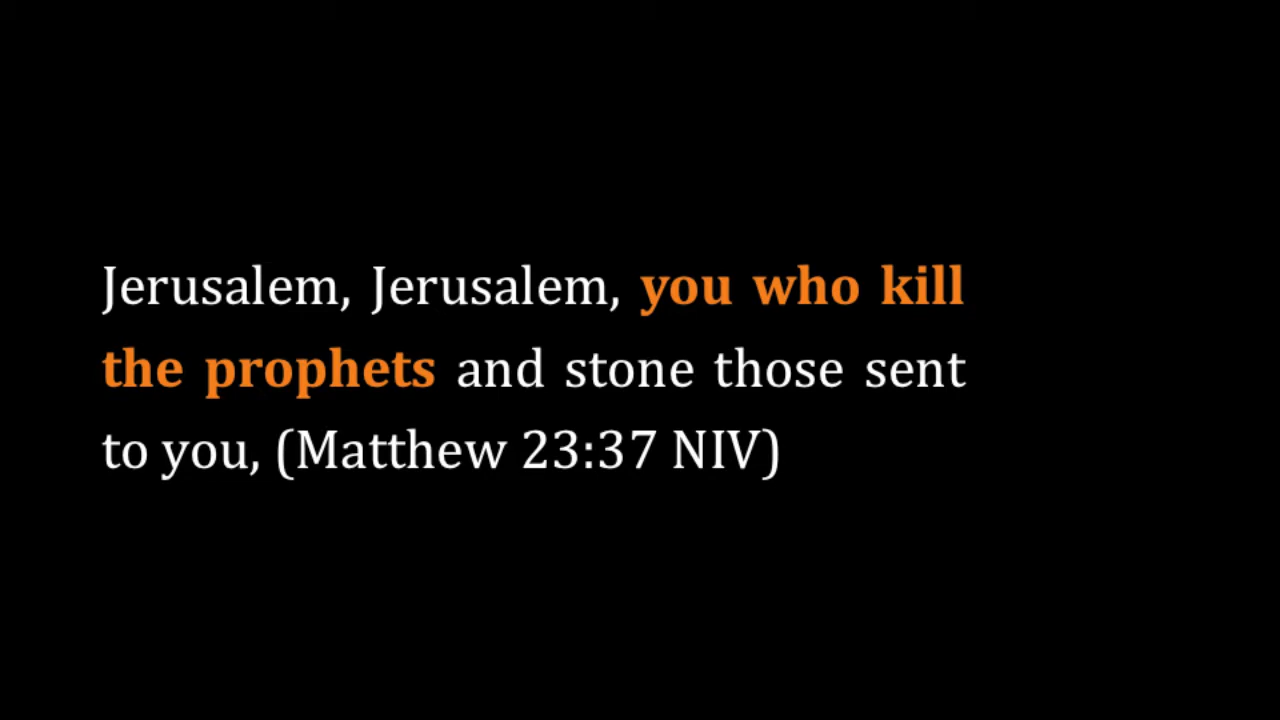 Jerusalem, Jerusalem, you who kill
the prophets and stone those sent
to you, (Matthew 23:37 NIV)